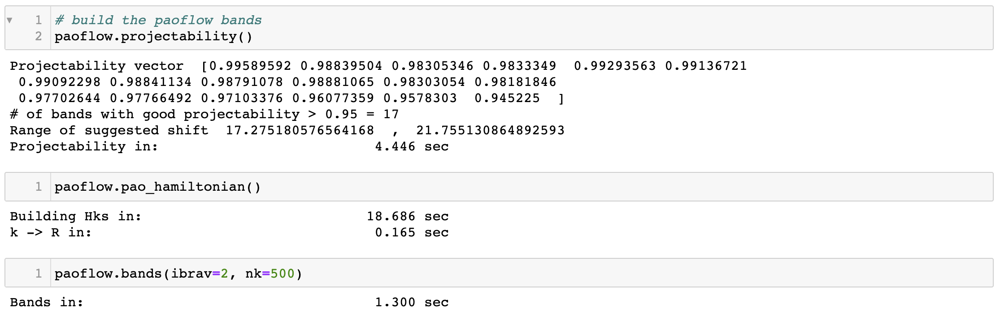 1 # build the paoflow bands
2 paoflow.projectability()
Projectability vector  [0.99589592 0.98839504 0.98305346 0.9833349  0.99293563 0.99136721
 0.99092298 0.98841134 0.98791078 0.98881065 0.98303054 0.98181846
 0.97702644 0.97766492 0.97103376 0.96077359 0.9578303  0.945225  ]
# of bands with good projectability > 0.95 = 17
Range of suggested shift  17.275180576564168  ,  21.755130864892593
Projectability in:                          4.446 sec
1 paoflow.pao_hamiltonian()
Building Hks in:                           18.686 sec
k -> R in:                                  0.165 sec
1 paoflow.bands(ibrav=2, nk=500)
Bands in:                                   1.300 sec